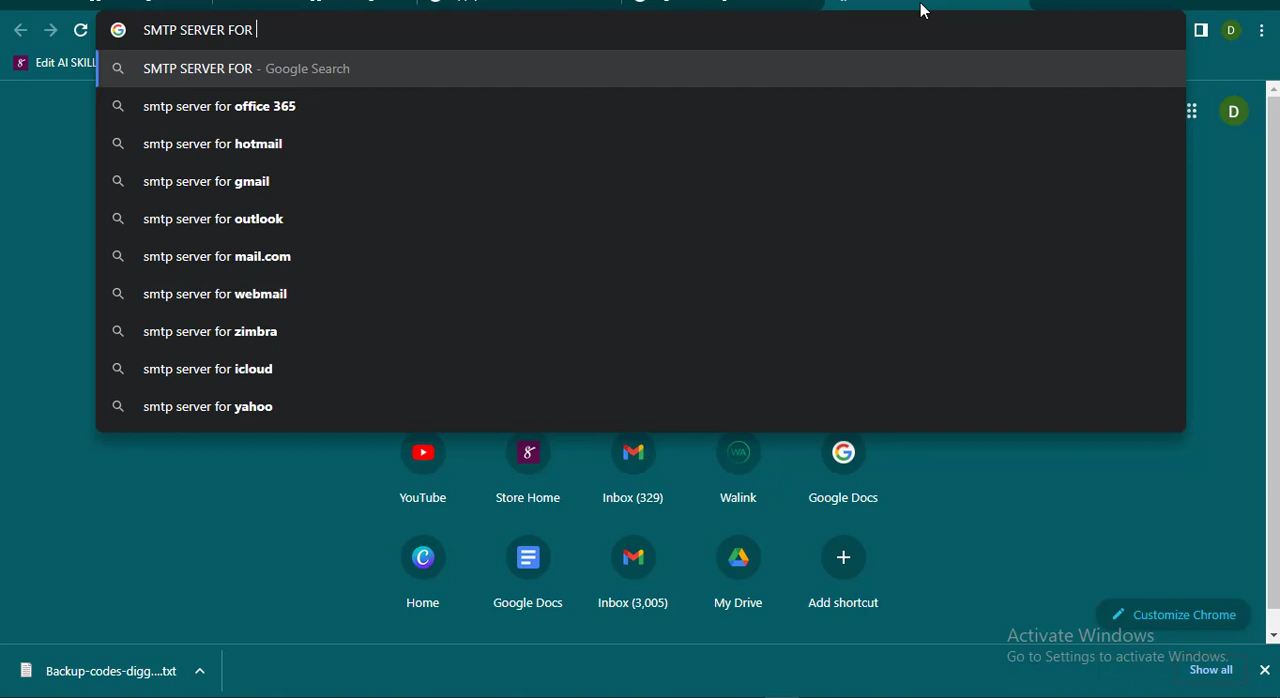 SMTP SERVER FOR
D
8 Edit AI SKILL
SMTP SERVER FOR - Google Search
smtp server for office 365
smtp server for hotmail
smtp server for gmail
D
smtp server for outlook
smtp server for mail.com
smtp server for webmail
smtp server for zimbra
smtp server for icloud
smtp server for yahoo
8
WA
G
YouTube
Store Home
Inbox (329)
Walink
Google Docs
C
Home
Google Docs
Inbox (3,005)
My Drive
Add shortcut
Customize Chrome
Activate Windows
Go to Settings to activate Windows.
Backup-codes-digg....txt
Show all